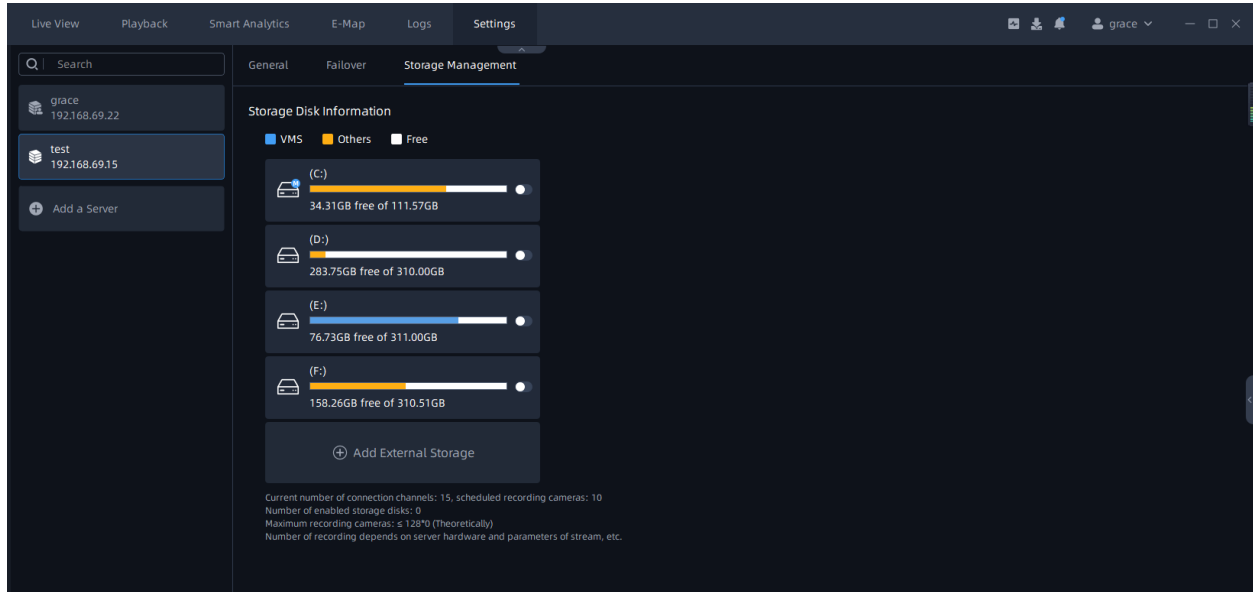 Live View Playback Smart Analytics E-Map Logs Settings grace
Search
grace
192.168.69.22
test
192.168.69.15
Add a Server
General Failover Storage Management
Storage Disk Information
VMS Others Free
M
(C:)
34.31GB free of 111.57GB
(D:)
283.75GB free of 310.00GB
(E:)
76.73GB free of 311.00GB
(F:)
158.26GB free of 310.51GB
Add External Storage
Current number of connection channels: 15, scheduled recording cameras: 10
Number of enabled storage disks: 0
Maximum recording cameras: ≤ 128*0 (Theoretically)
Number of recording depends on server hardware and parameters of stream, etc.